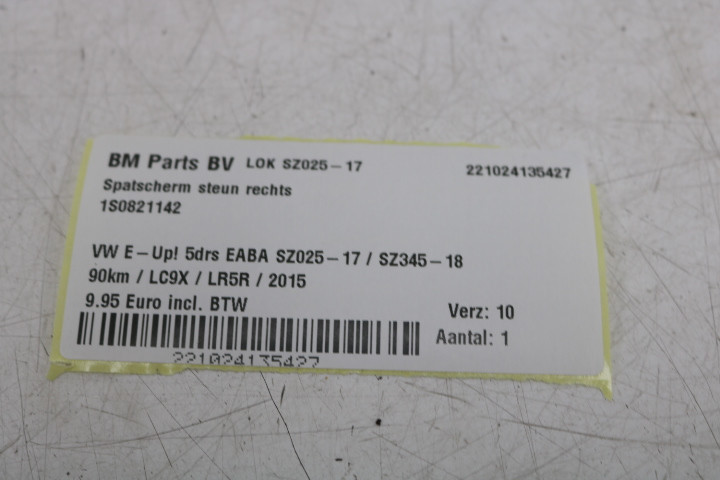 BM Parts BV LOK SZ025-17 221024135427
Spatscherm steun rechts
1S0821142
VW E-Up! 5drs EABA SZ025-17 / SZ345-18
90km / LC9X / LR5R / 2015
9.95 Euro incl. BTW
Verz: 10
Aantal: 1
221024135427